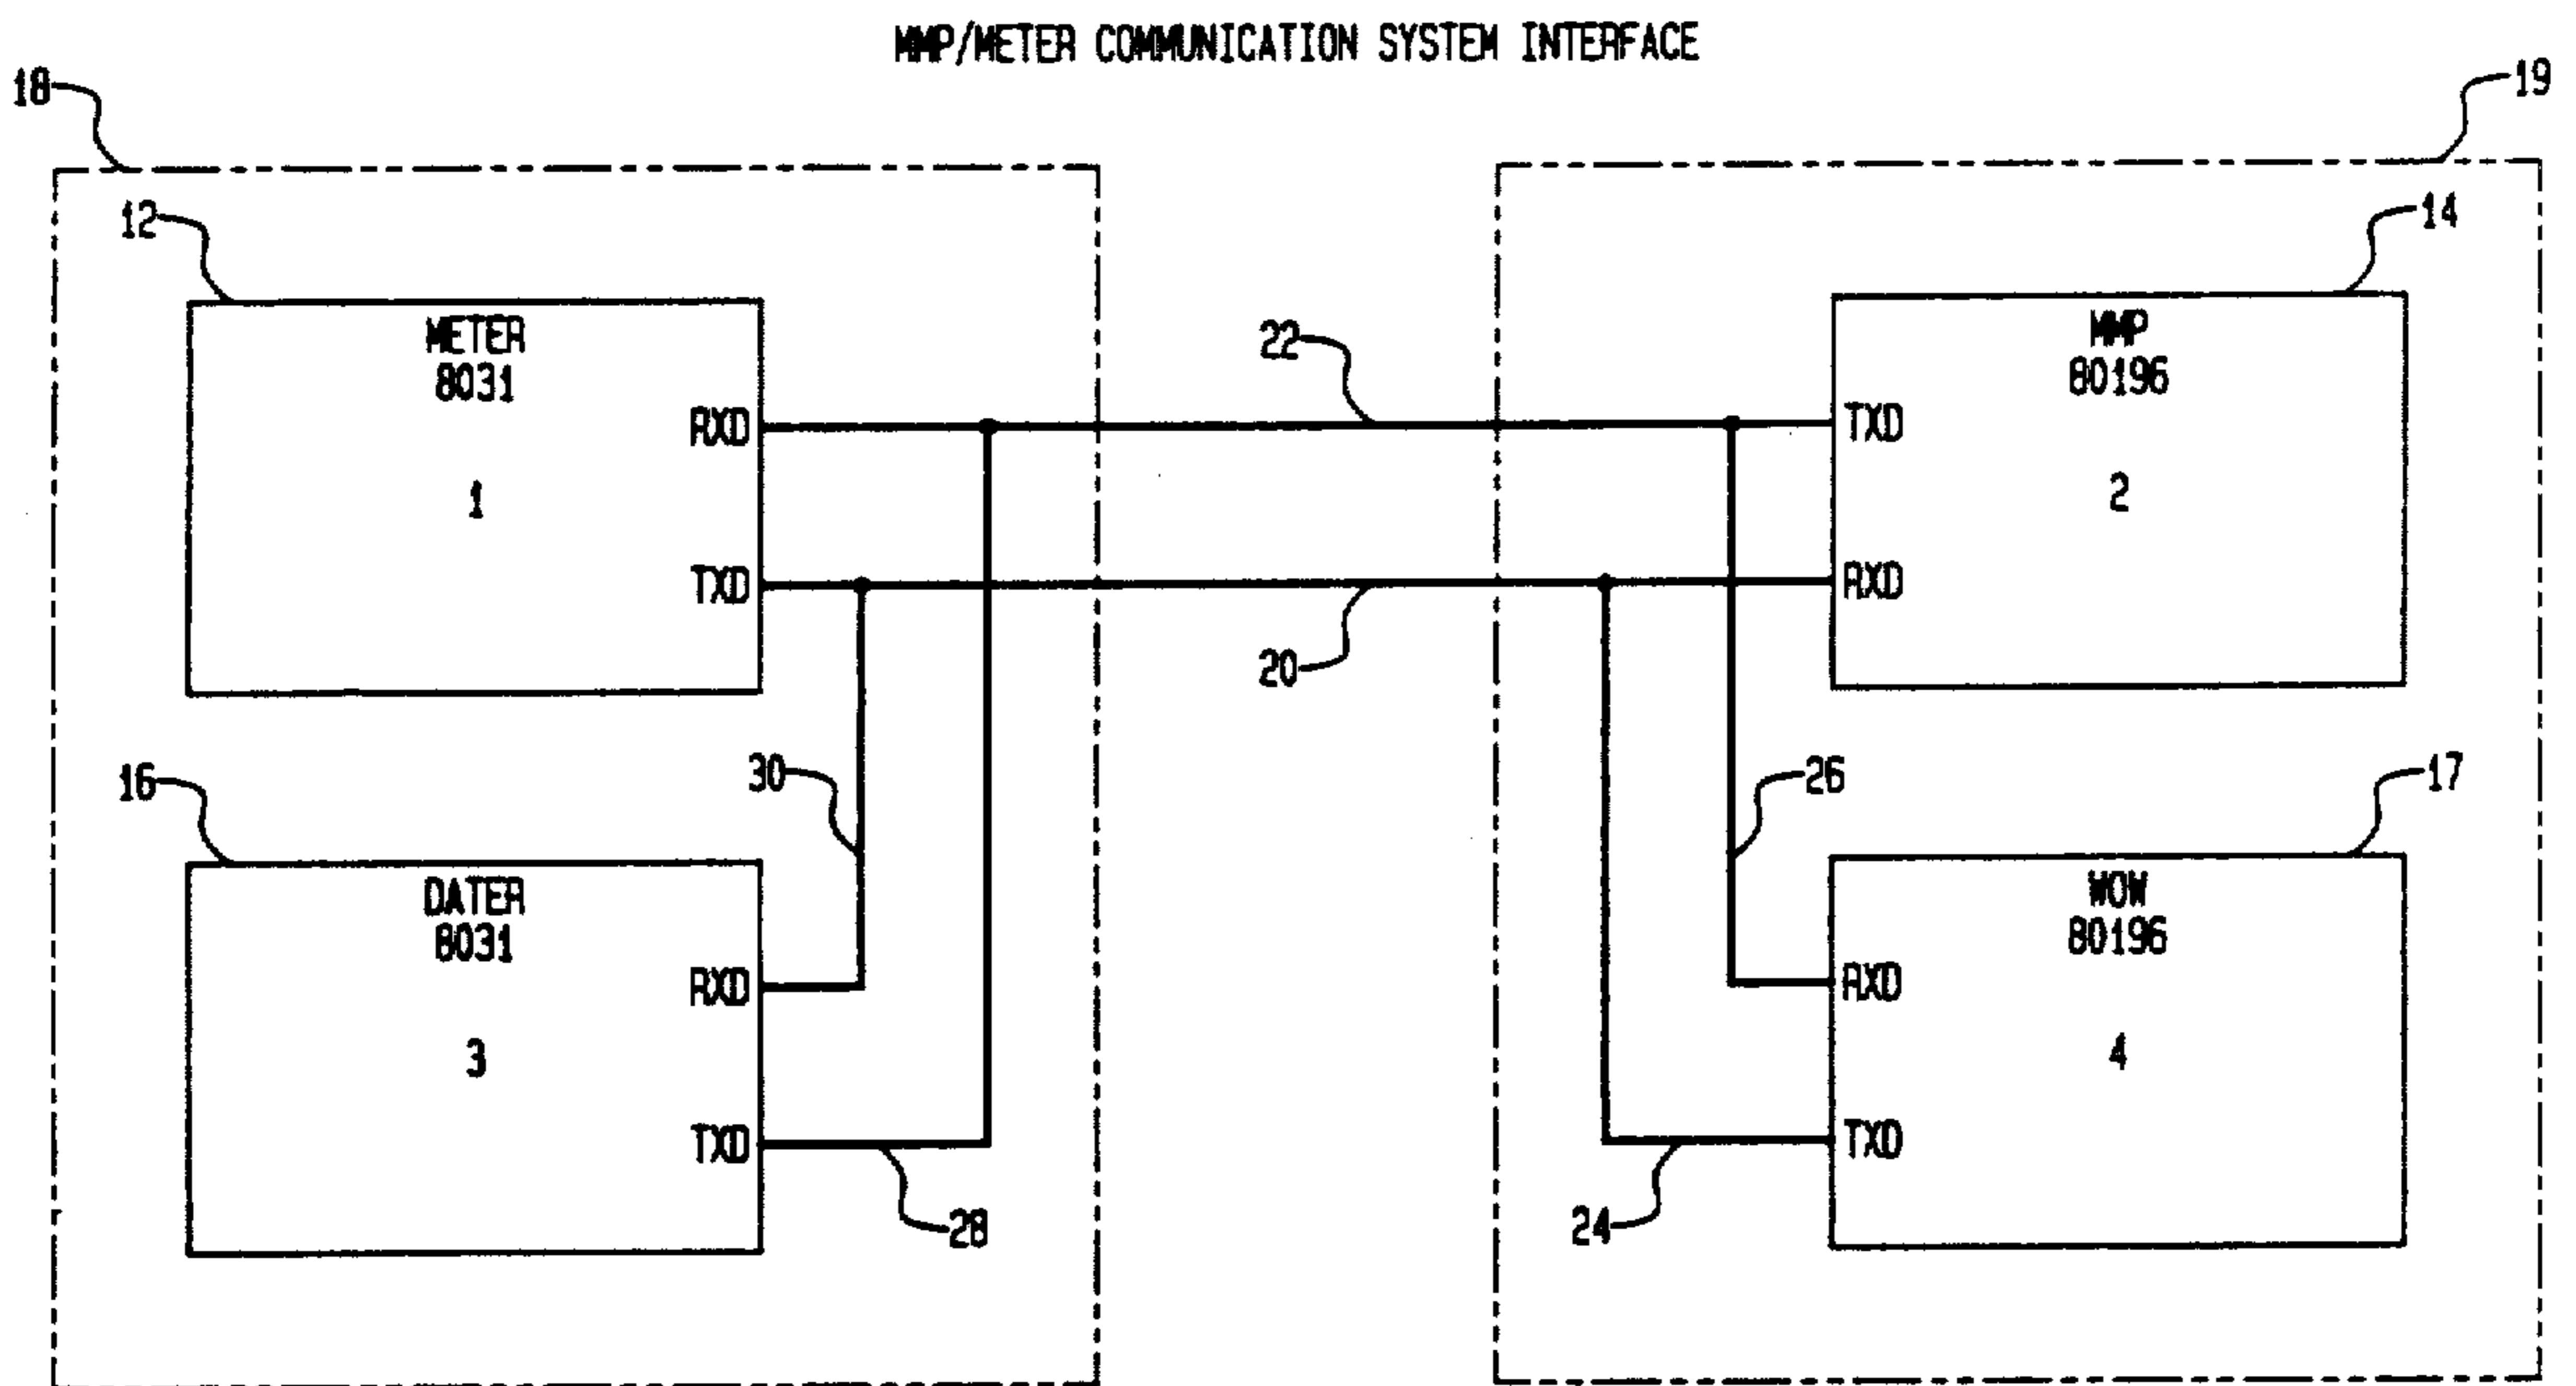 MMP/METER COMMUNICATION SYSTEM INTERFACE
18
19
12
14
METER
8031
RXD
1
TXD
22
20
MMP
80196
TXD
2
RXD
16
30
26
17
DATER
8031
RXD
3
TXD
28
WOW
80196
RXD
4
TXD
24